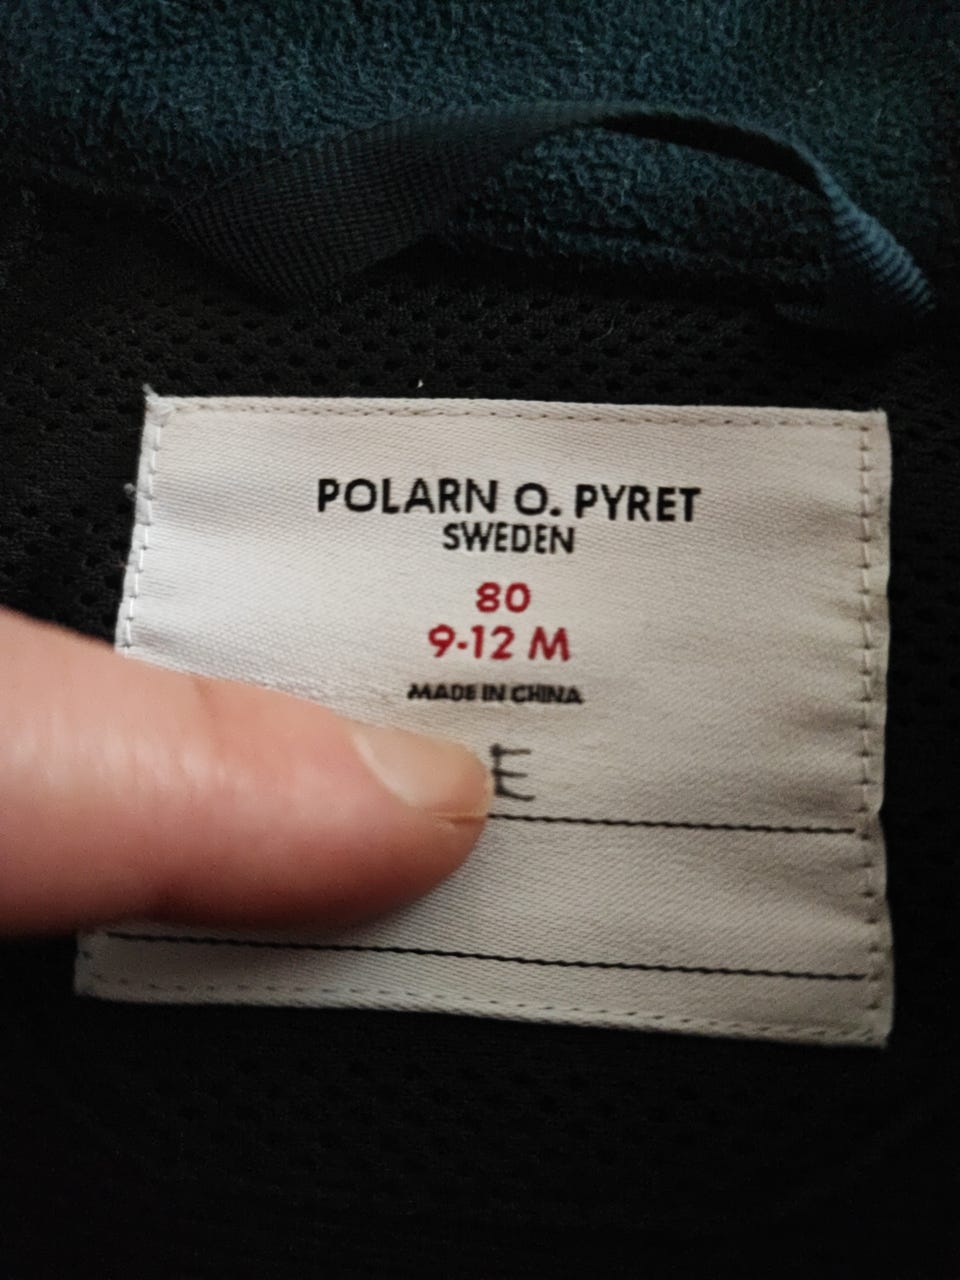 POLARN O. PYRET
SWEDEN
80
9-12 M
MADE IN CHINA
E